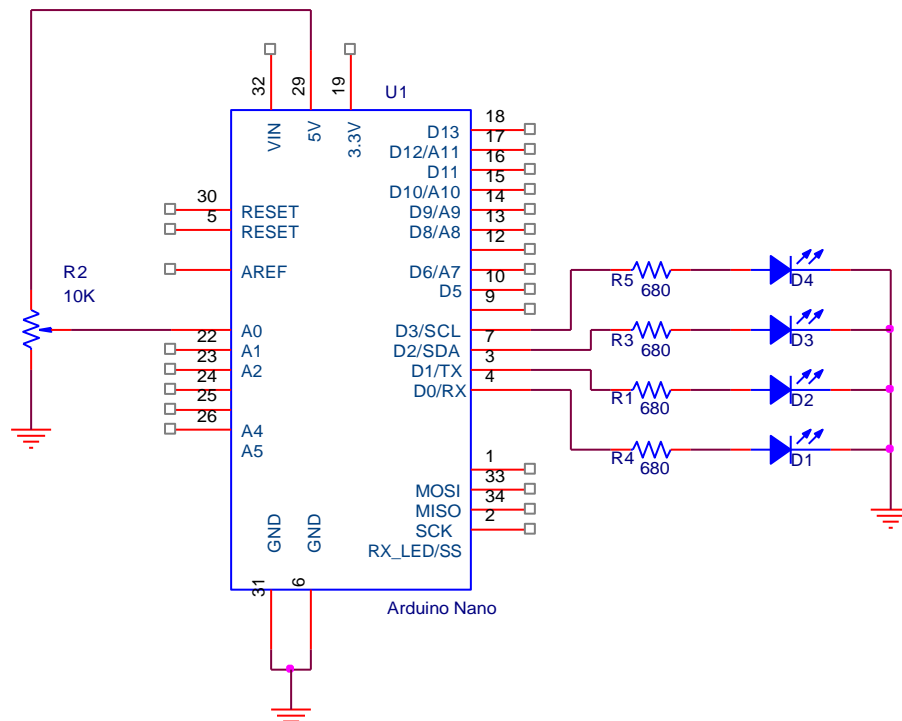 32
29
19
U1
VIN
5V
3.3V
D13
18
D12/A11
17
D11
16
D10/A10
15
D9/A9
14
D8/A8
13
12
D6/A7
D5
10
9
D3/SCL
D2/SDA
7
D1/TX
3
D0/RX
4
30
RESET
5
RESET
AREF
R2
10K
A0
22
A1
23
A2
24
25
26
A4
A5
R5
680
D4
R3
680
D3
R1
680
D2
R4
680
D1
1
33
MOSI
34
MISO
2
SCK
RX_LED/SS
GND
GND
31
6
Arduino Nano